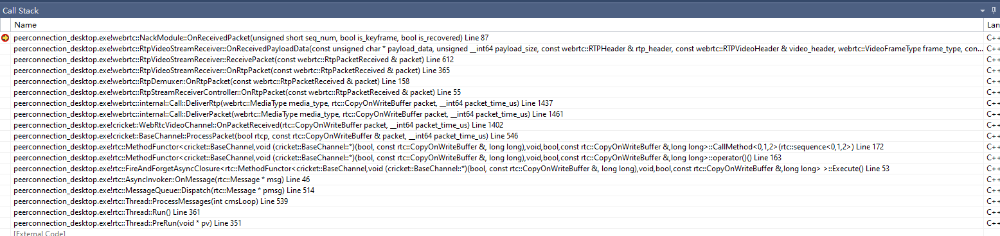 Call Stack
Name Lan
peerconnection_desktop.exe!webrtc::NackModule::OnReceivedPacket(unsigned short seq_num, bool is_keyframe, bool is_recovered) Line 87 C++
peerconnection_desktop.exe!webrtc::RtpVideoStreamReceiver::OnReceivedPayloadData(const unsigned char * payload_data, unsigned __int64 payload_size, const webrtc::RTPHeader & rtp_header, const webrtc::RTPVideoHeader & video_header, webrtc::VideoFrameType frame_type, con... C++
peerconnection_desktop.exe!webrtc::RtpVideoStreamReceiver::ReceivePacket(const webrtc::RtpPacketReceived & packet) Line 612 C++
peerconnection_desktop.exe!webrtc::RtpVideoStreamReceiver::OnRtpPacket(const webrtc::RtpPacketReceived & packet) Line 365 C++
peerconnection_desktop.exe!webrtc::RtpDemuxer::OnRtpPacket(const webrtc::RtpPacketReceived & packet) Line 158 C++
peerconnection_desktop.exe!webrtc::RtpStreamReceiverController::OnRtpPacket(const webrtc::RtpPacketReceived & packet) Line 55 C++
peerconnection_desktop.exe!webrtc::internal::Call::DeliverRtp(webrtc::MediaType media_type, rtc::CopyOnWriteBuffer packet, __int64 packet_time_us) Line 1437 C++
peerconnection_desktop.exe!webrtc::internal::Call::DeliverPacket(webrtc::MediaType media_type, rtc::CopyOnWriteBuffer packet, __int64 packet_time_us) Line 1461 C++
peerconnection_desktop.exe!cricket::WebRtcVideoChannel::OnPacketReceived(rtc::CopyOnWriteBuffer packet, __int64 packet_time_us) Line 1402 C++
peerconnection_desktop.exe!cricket::BaseChannel::ProcessPacket(bool rtcp, const rtc::CopyOnWriteBuffer & packet, __int64 packet_time_us) Line 546 C++
peerconnection_desktop.exe!rtc::MethodFunctor<cricket::BaseChannel,void (cricket::BaseChannel::*)(bool, const rtc::CopyOnWriteBuffer &, long long),void,bool,const rtc::CopyOnWriteBuffer &,long long>::CallMethod<0,1,2>(rtc::sequence<0,1,2>) Line 172 C++
peerconnection_desktop.exe!rtc::MethodFunctor<cricket::BaseChannel,void (cricket::BaseChannel::*)(bool, const rtc::CopyOnWriteBuffer &, long long),void,bool,const rtc::CopyOnWriteBuffer &,long long>::operator()() Line 163 C++
peerconnection_desktop.exe!rtc::FireAndForgetAsyncClosure<rtc::MethodFunctor<cricket::BaseChannel,void (cricket::BaseChannel::*)(bool, const rtc::CopyOnWriteBuffer &, long long),void,bool,const rtc::CopyOnWriteBuffer &,long long> >::Execute() Line 53 C++
peerconnection_desktop.exe!rtc::AsyncInvoker::OnMessage(rtc::Message * msg) Line 46 C++
peerconnection_desktop.exe!rtc::MessageQueue::Dispatch(rtc::Message * pmsg) Line 514 C++
peerconnection_desktop.exe!rtc::Thread::ProcessMessages(int cmsLoop) Line 539 C++
peerconnection_desktop.exe!rtc::Thread::Run() Line 361 C++
peerconnection_desktop.exe!rtc::Thread::PreRun(void * pv) Line 351 C++
[External Code]